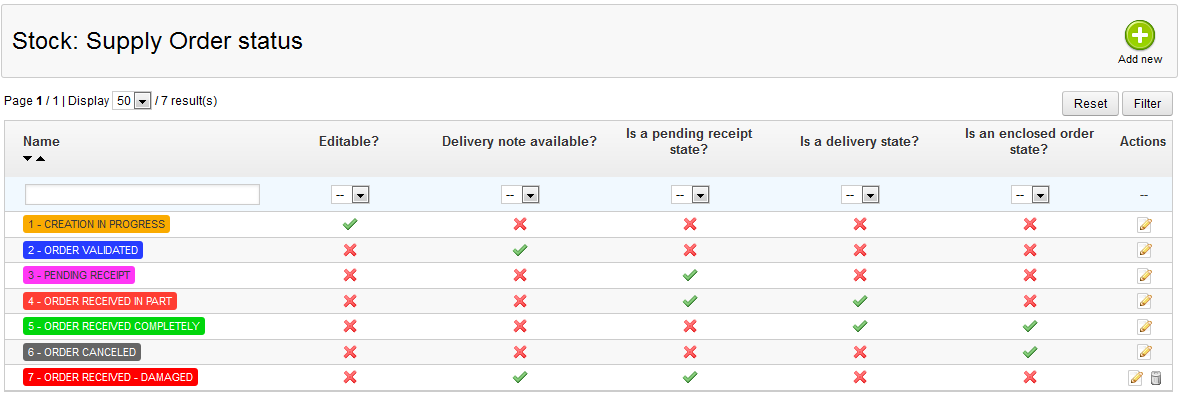 Stock: Supply Order status
Add new
Page 1 / 1 | Display 50 / 7 result(s)
Reset Filter
Name Editable? Delivery note available? Is a pending receipt state? Is a delivery state? Is an enclosed order state? Actions
-- -- -- -- -- --
1 - CREATION IN PROGRESS
2 - ORDER VALIDATED
3 - PENDING RECEIPT
4 - ORDER RECEIVED IN PART
5 - ORDER RECEIVED COMPLETELY
6 - ORDER CANCELED
7 - ORDER RECEIVED - DAMAGED